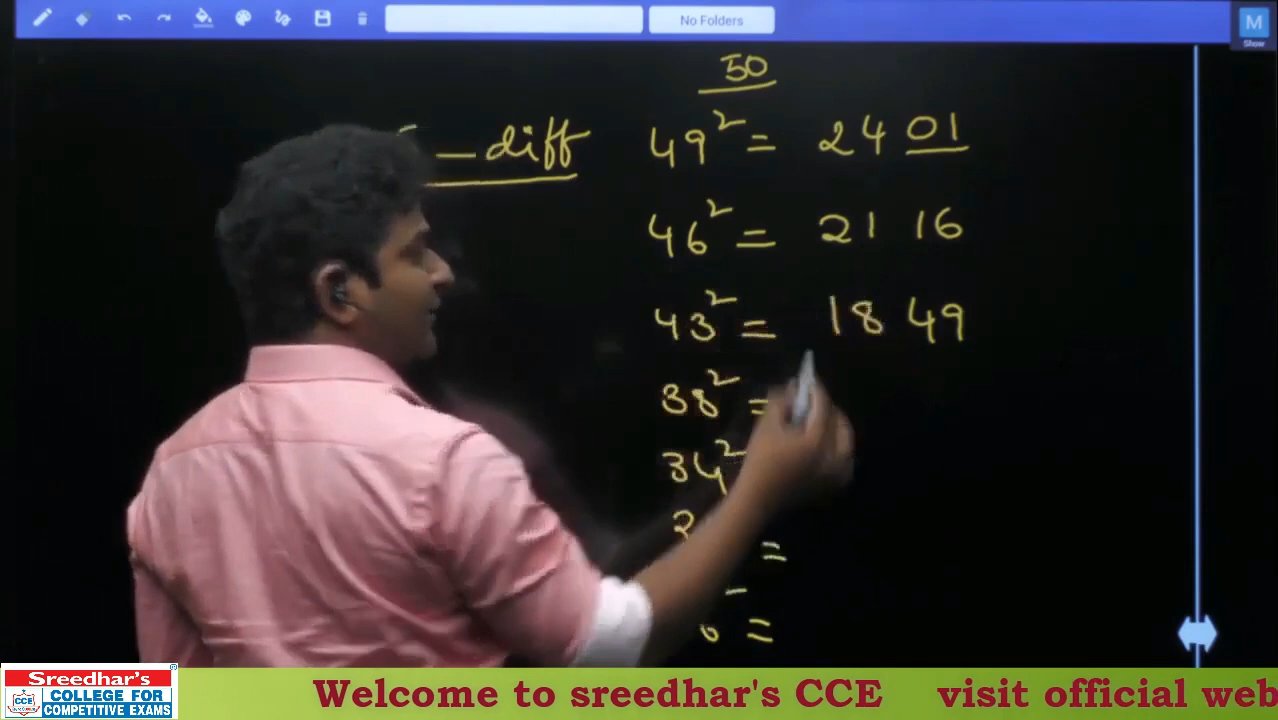 No Folders
M
Show
50
— diff
49² = 2401
46² = 2116
43² = 1849
38² =
34²
=
=
Sreedhar's
CCE
COLLEGE FOR
COMPETITIVE EXAMS
Welcome to sreedhar's CCE visit official web